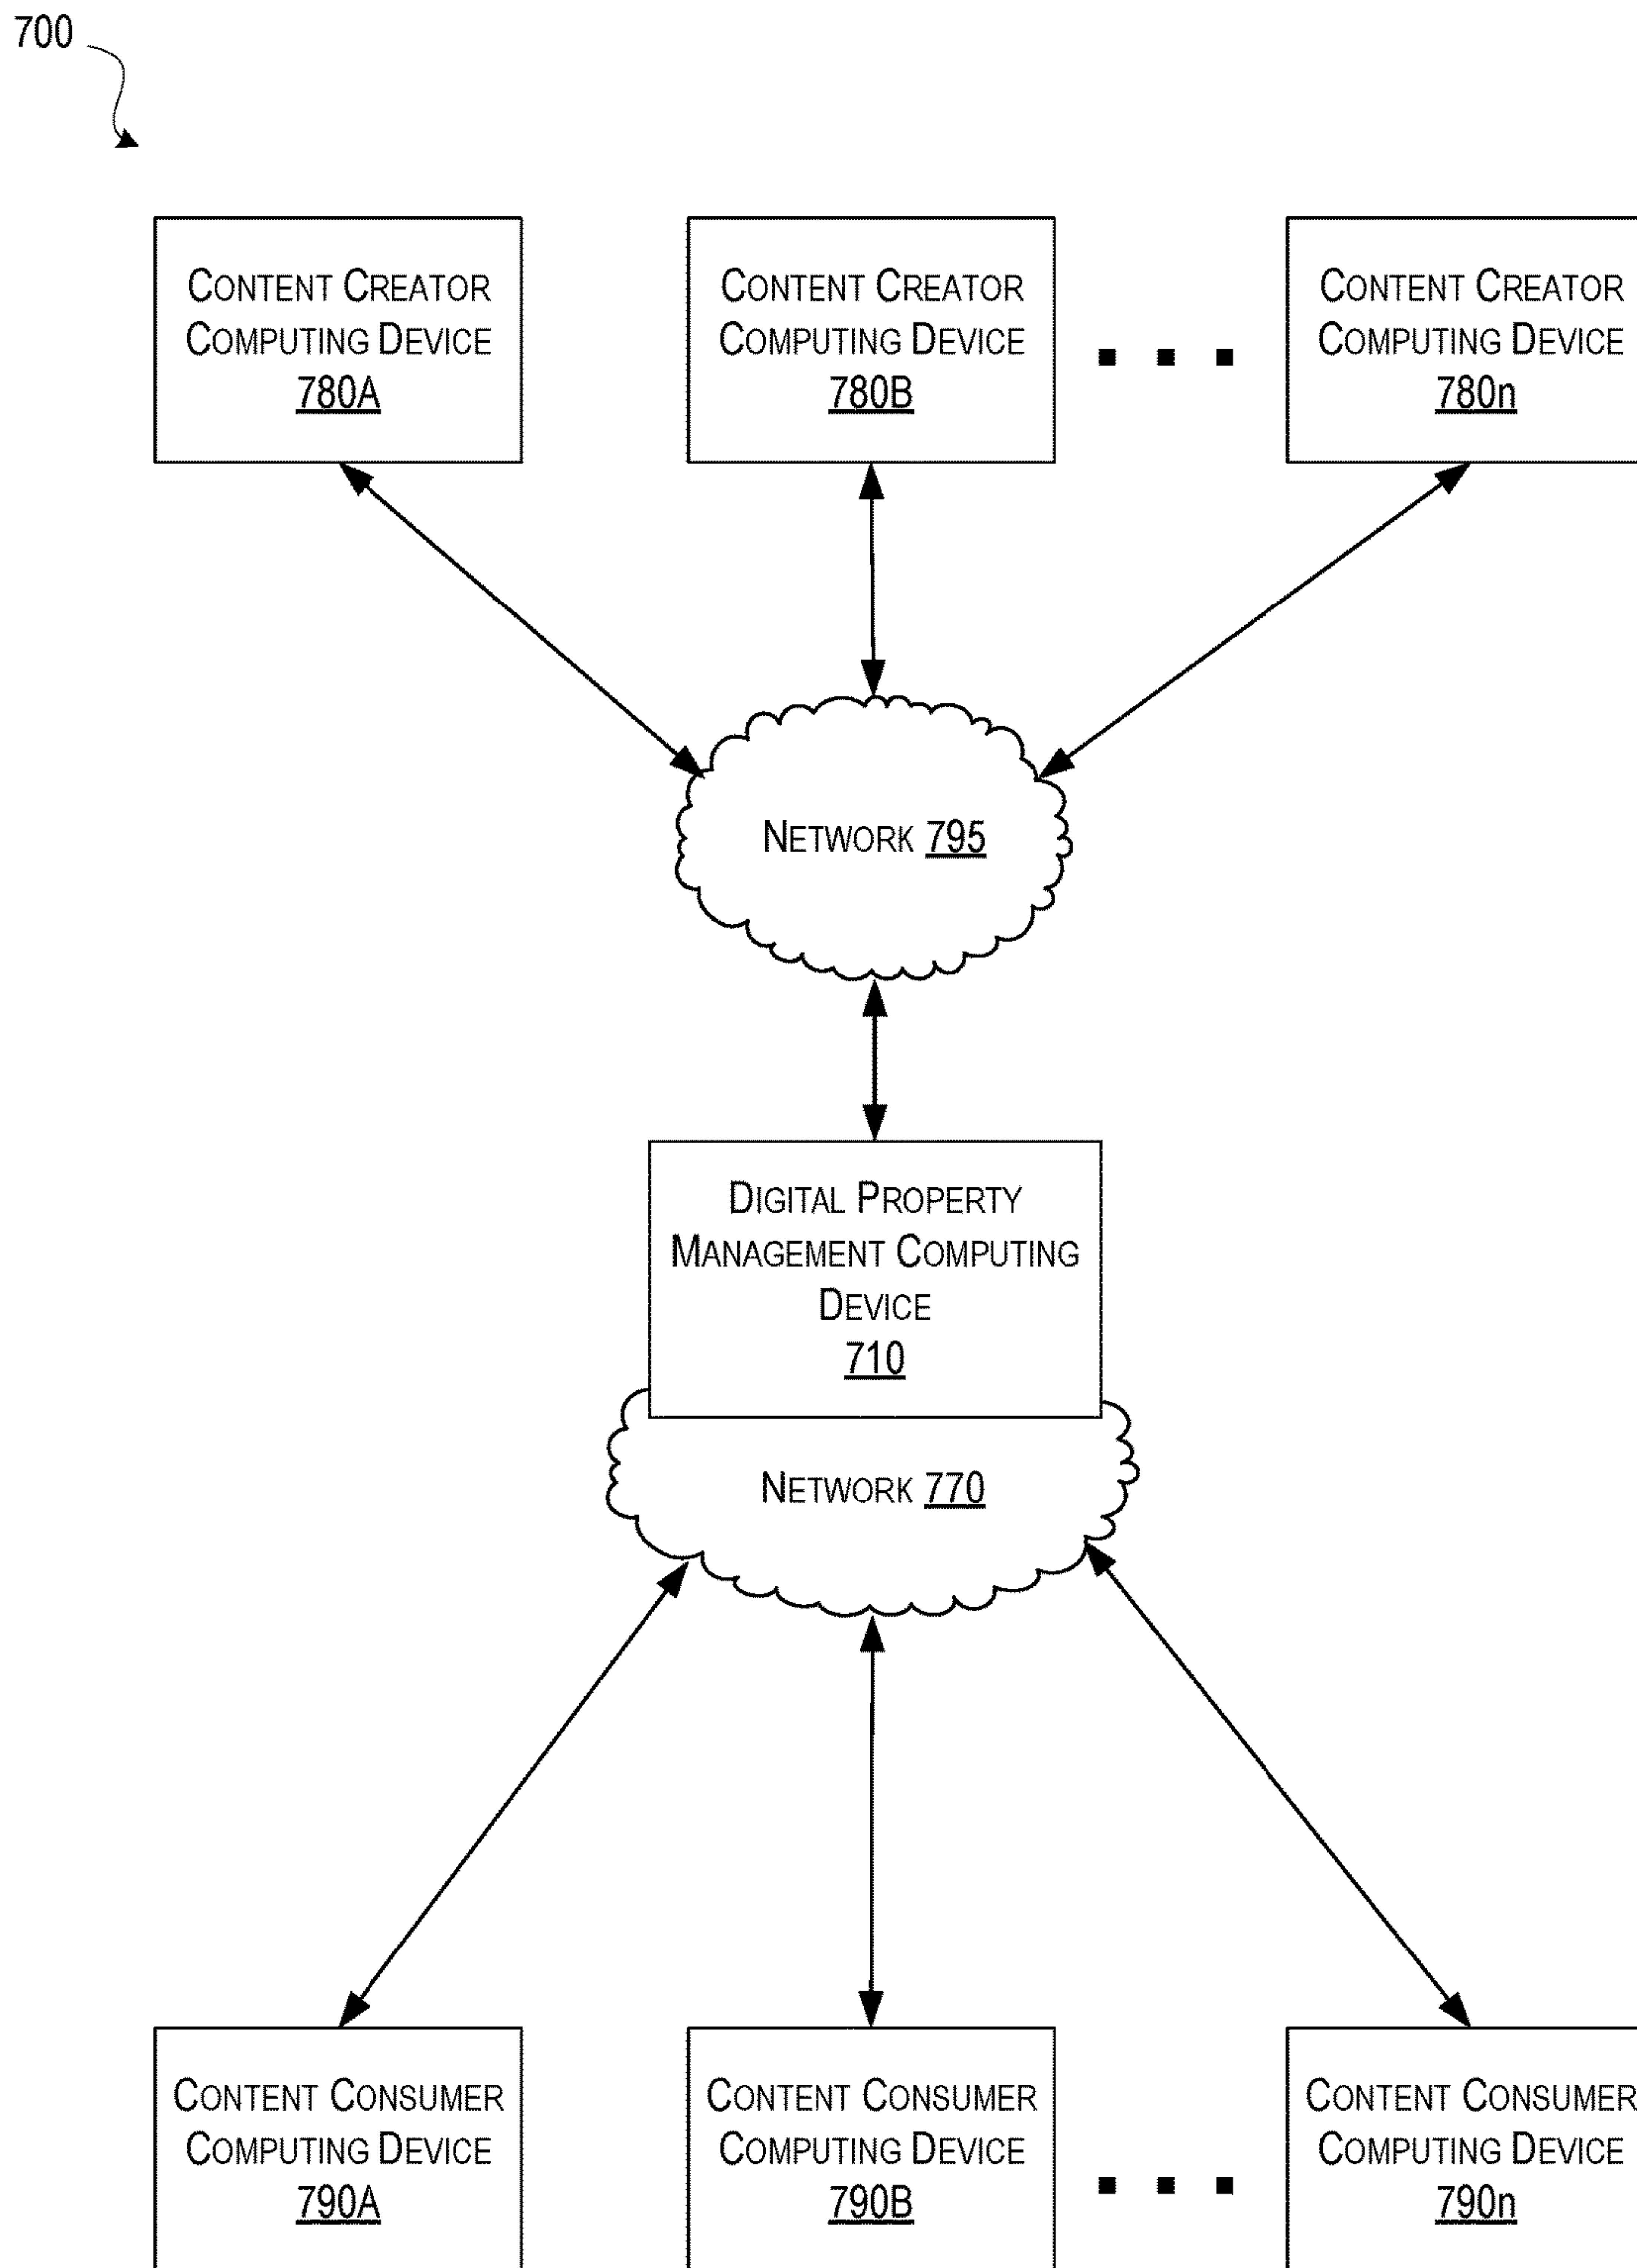 700
CONTENT CREATOR
COMPUTING DEVICE
780A
CONTENT CREATOR
COMPUTING DEVICE
780B
CONTENT CREATOR
COMPUTING DEVICE
780n
NETWORK 795
DIGITAL PROPERTY
MANAGEMENT COMPUTING
DEVICE
710
NETWORK 770
CONTENT CONSUMER
COMPUTING DEVICE
790A
CONTENT CONSUMER
COMPUTING DEVICE
790B
CONTENT CONSUMER
COMPUTING DEVICE
790n